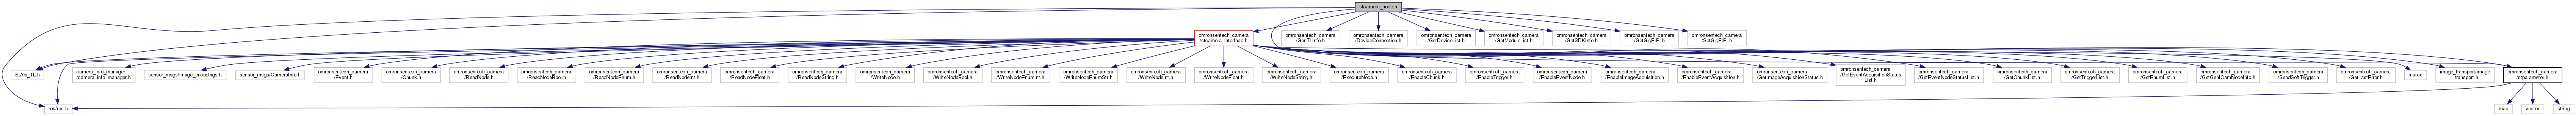 stcamera_node.h
omronsentech_camera
/stcamera_interface.h
omronsentech_camera
/GenTLInfo.h
omronsentech_camera
/DeviceConnection.h
omronsentech_camera
/GetDeviceList.h
omronsentech_camera
/GetModuleList.h
omronsentech_camera
/GetSDKInfo.h
omronsentech_camera
/GetGigEIPi.h
omronsentech_camera
/SetGigEIPi.h
StApi_TL.h
camera_info_manager
/camera_info_manager.h
sensor_msgs/image_encodings.h
sensor_msgs/CameraInfo.h
omronsentech_camera
/Event.h
omronsentech_camera
/Chunk.h
omronsentech_camera
/ReadNode.h
omronsentech_camera
/ReadNodeBool.h
omronsentech_camera
/ReadNodeEnum.h
omronsentech_camera
/ReadNodeInt.h
omronsentech_camera
/ReadNodeFloat.h
omronsentech_camera
/ReadNodeString.h
omronsentech_camera
/WriteNode.h
omronsentech_camera
/WriteNodeBool.h
omronsentech_camera
/WriteNodeEnumInt.h
omronsentech_camera
/WriteNodeEnumStr.h
omronsentech_camera
/WriteNodeInt.h
omronsentech_camera
/WriteNodeFloat.h
omronsentech_camera
/WriteNodeString.h
omronsentech_camera
/ExecuteNode.h
omronsentech_camera
/EnableChunk.h
omronsentech_camera
/EnableTrigger.h
omronsentech_camera
/EnableEventNode.h
omronsentech_camera
/EnableImageAcquisition.h
omronsentech_camera
/EnableEventAcquisition.h
omronsentech_camera
/GetImageAcquisitionStatus.h
omronsentech_camera
/GetEventAcquisitionStatus
List.h
omronsentech_camera
/GetEventNodeStatusList.h
omronsentech_camera
/GetChunkList.h
omronsentech_camera
/GetTriggerList.h
omronsentech_camera
/GetEnumList.h
omronsentech_camera
/GetGenICamNodeInfo.h
omronsentech_camera
/SendSoftTrigger.h
omronsentech_camera
/GetLastError.h
mutex
image_transport/image
_transport.h
omronsentech_camera
/stparameter.h
ros/ros.h
map
vector
string